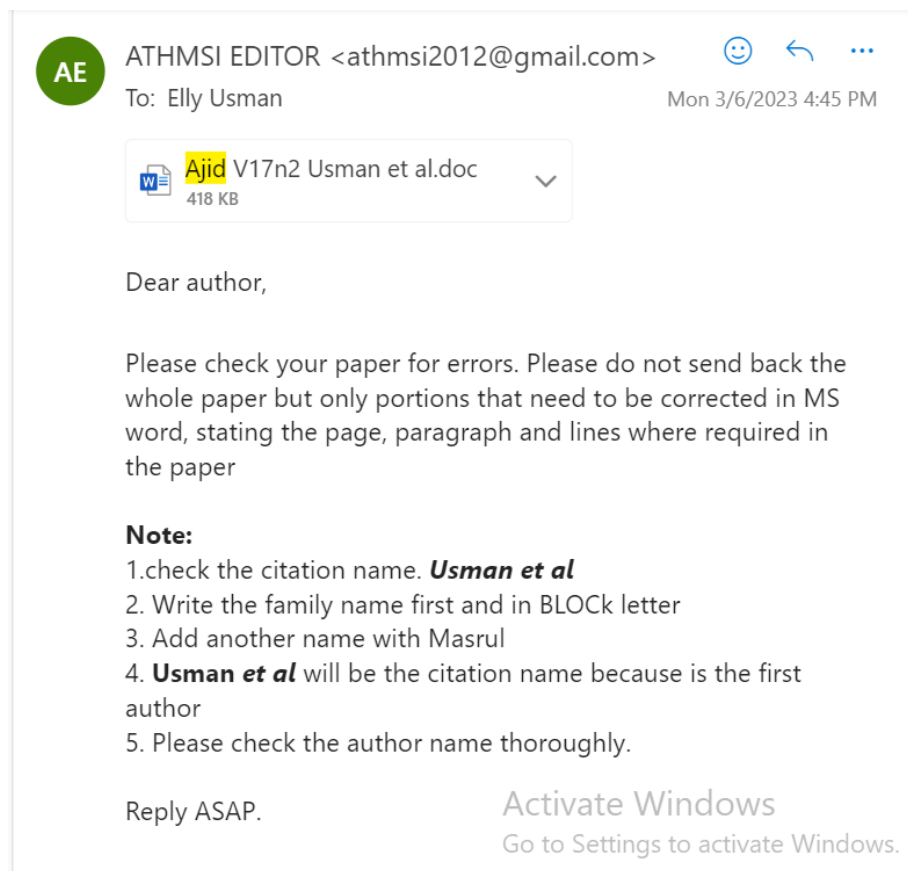 AE
ATHMSI EDITOR <athmsi2012@gmail.com>
To: Elly Usman
Mon 3/6/2023 4:45 PM
Ajid V17n2 Usman et al.doc
418 KB
Dear author,
Please check your paper for errors. Please do not send back the
whole paper but only portions that need to be corrected in MS
word, stating the page, paragraph and lines where required in
the paper
Note:
1.check the citation name. Usman et al
2. Write the family name first and in BLOCk letter
3. Add another name with Masrul
4. Usman et al will be the citation name because is the first
author
5. Please check the author name thoroughly.
Reply ASAP.
Activate Windows
Go to Settings to activate Windows.